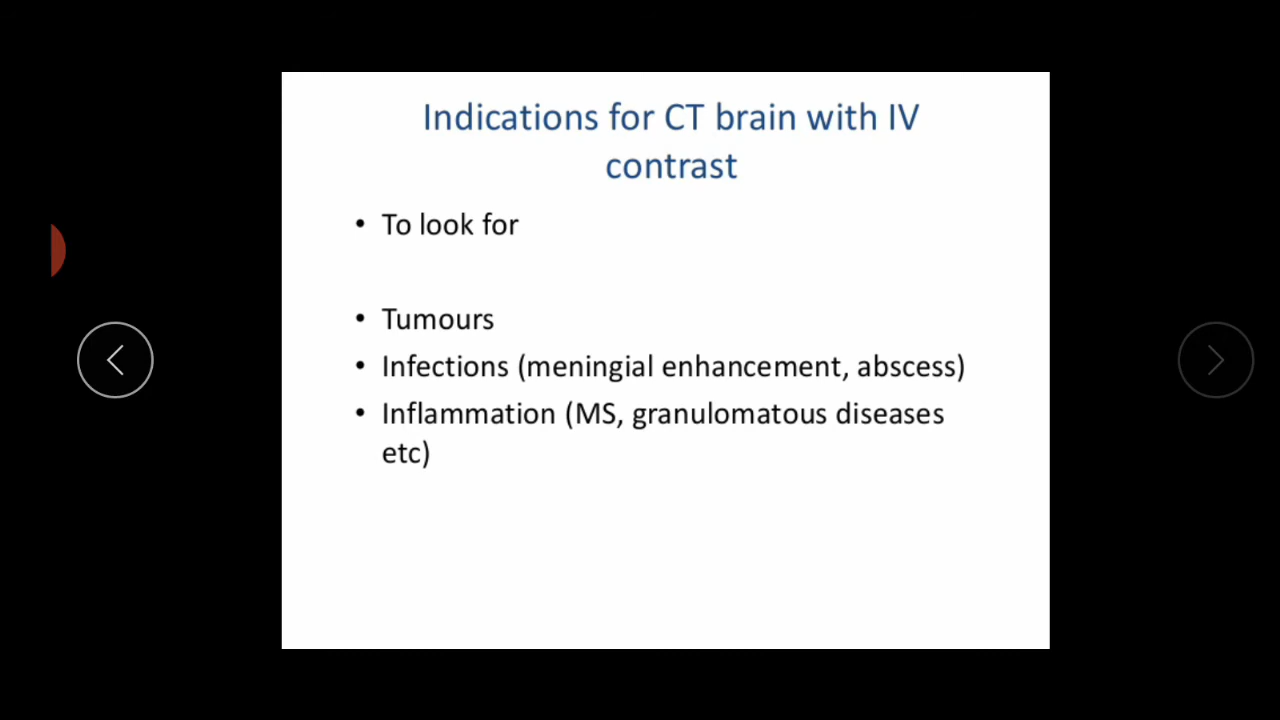 Indications for CT brain with IV
contrast
• To look for
• Tumours
• Infections (meningial enhancement, abscess)
• Inflammation (MS, granulomatous diseases
etc)